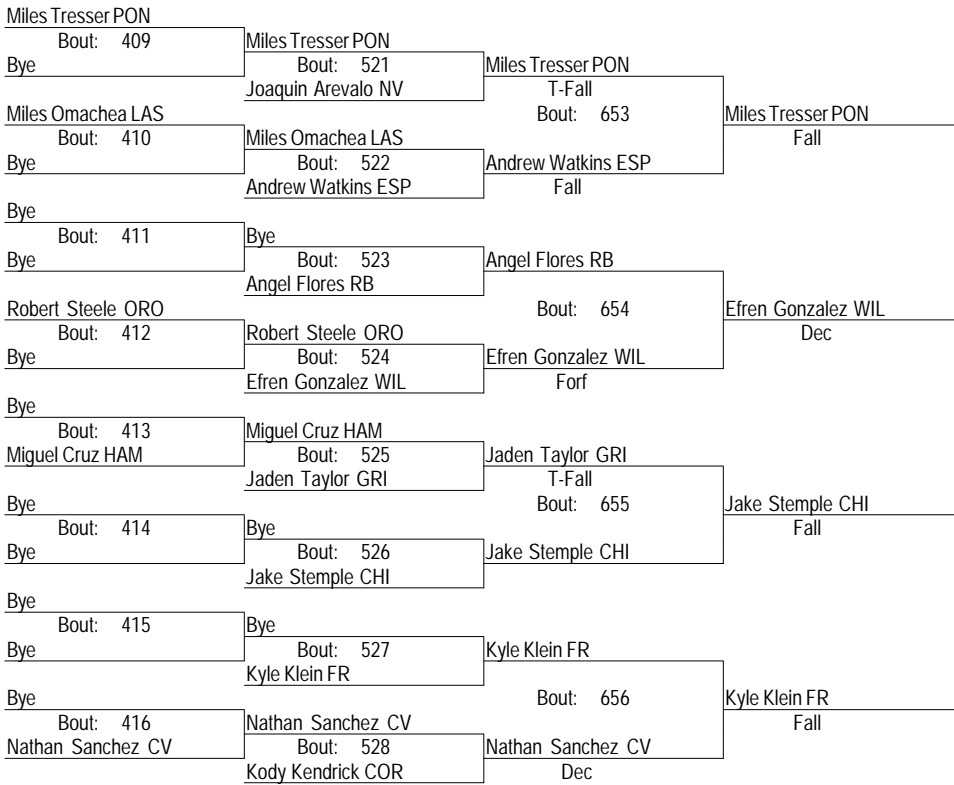 Miles Tresser PON
Bout: 409 Miles Tresser PON
Bye Bout: 521 Miles Tresser PON
Joaquin Arevalo NV T-Fall
Miles Omachea LAS Bout: 653 Miles Tresser PON
Bout: 410 Miles Omachea LAS Fall
Bye Bout: 522 Andrew Watkins ESP
Andrew Watkins ESP Fall
Bye
Bout: 411 Bye
Bye Bout: 523 Angel Flores RB
Angel Flores RB
Robert Steele ORO Bout: 654 Efren Gonzalez WIL
Bout: 412 Robert Steele ORO Dec
Bye Bout: 524 Efren Gonzalez WIL
Efren Gonzalez WIL Forf
Bye
Bout: 413 Miguel Cruz HAM
Miguel Cruz HAM Bout: 525 Jaden Taylor GRI
Jaden Taylor GRI T-Fall
Bye Bout: 655 Jake Stemple CHI
Bout: 414 Bye Fall
Bye Bout: 526 Jake Stemple CHI
Jake Stemple CHI
Bye
Bout: 415 Bye
Bye Bout: 527 Kyle Klein FR
Kyle Klein FR
Bye Bout: 656 Kyle Klein FR
Bout: 416 Nathan Sanchez CV Fall
Nathan Sanchez CV Bout: 528 Nathan Sanchez CV
Kody Kendrick COR Dec